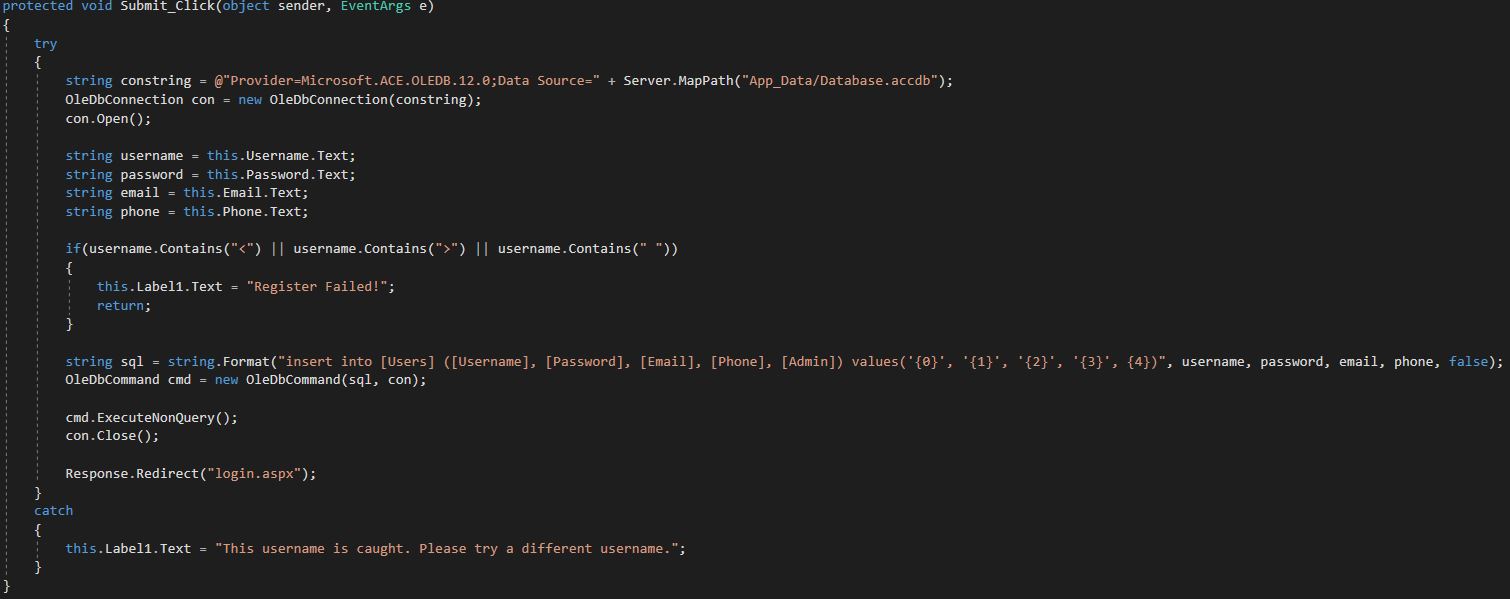 protected void Submit_Click(object sender, EventArgs e)
{
    try
    {
        string constring = @"Provider=Microsoft.ACE.OLEDB.12.0;Data Source=" + Server.MapPath("App_Data/Database.accdb");
        OleDbConnection con = new OleDbConnection(constring);
        con.Open();

        string username = this.Username.Text;
        string password = this.Password.Text;
        string email = this.Email.Text;
        string phone = this.Phone.Text;

        if(username.Contains("<") || username.Contains(">") || username.Contains(" "))
        {
            this.Label1.Text = "Register Failed!";
            return;
        }

        string sql = string.Format("insert into [Users] ([Username], [Password], [Email], [Phone], [Admin]) values('{0}', '{1}', '{2}', '{3}', {4})", username, password, email, phone, false);
        OleDbCommand cmd = new OleDbCommand(sql, con);

        cmd.ExecuteNonQuery();
        con.Close();

        Response.Redirect("login.aspx");
    }
    catch
    {
        this.Label1.Text = "This username is caught. Please try a different username.";
    }
}